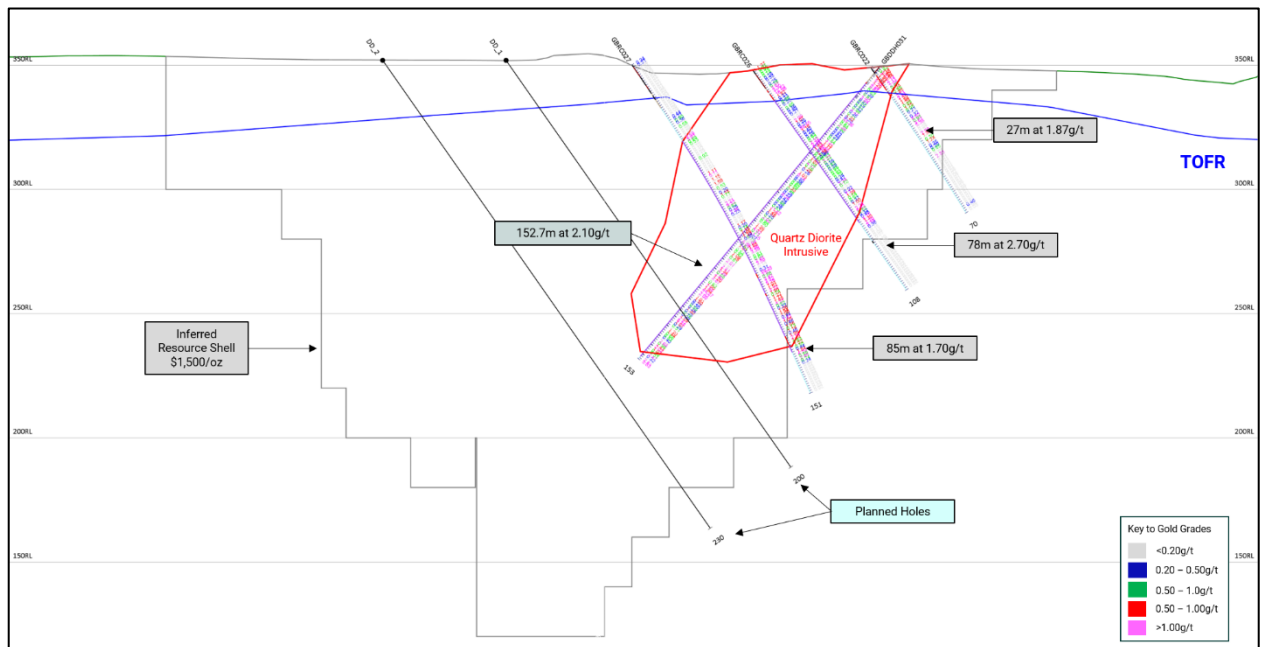 DD_2
DD_1
GBRC027
GBRC026
GBRC022
GBDDH031
350RL
350RL
27m at 1.87g/t
TOFR
300RL
300RL
70
152.7m at 2.10g/t
Quartz Diorite
Intrusive
78m at 2.70g/t
250RL
250RL
108
Inferred
Resource Shell
$1,500/oz
85m at 1.70g/t
153
151
200RL
200RL
200
Planned Holes
230
150RL
150RL
Key to Gold Grades
<0.20g/t
0.20 – 0.50g/t
0.50 – 1.0g/t
0.50 – 1.00g/t
>1.00g/t